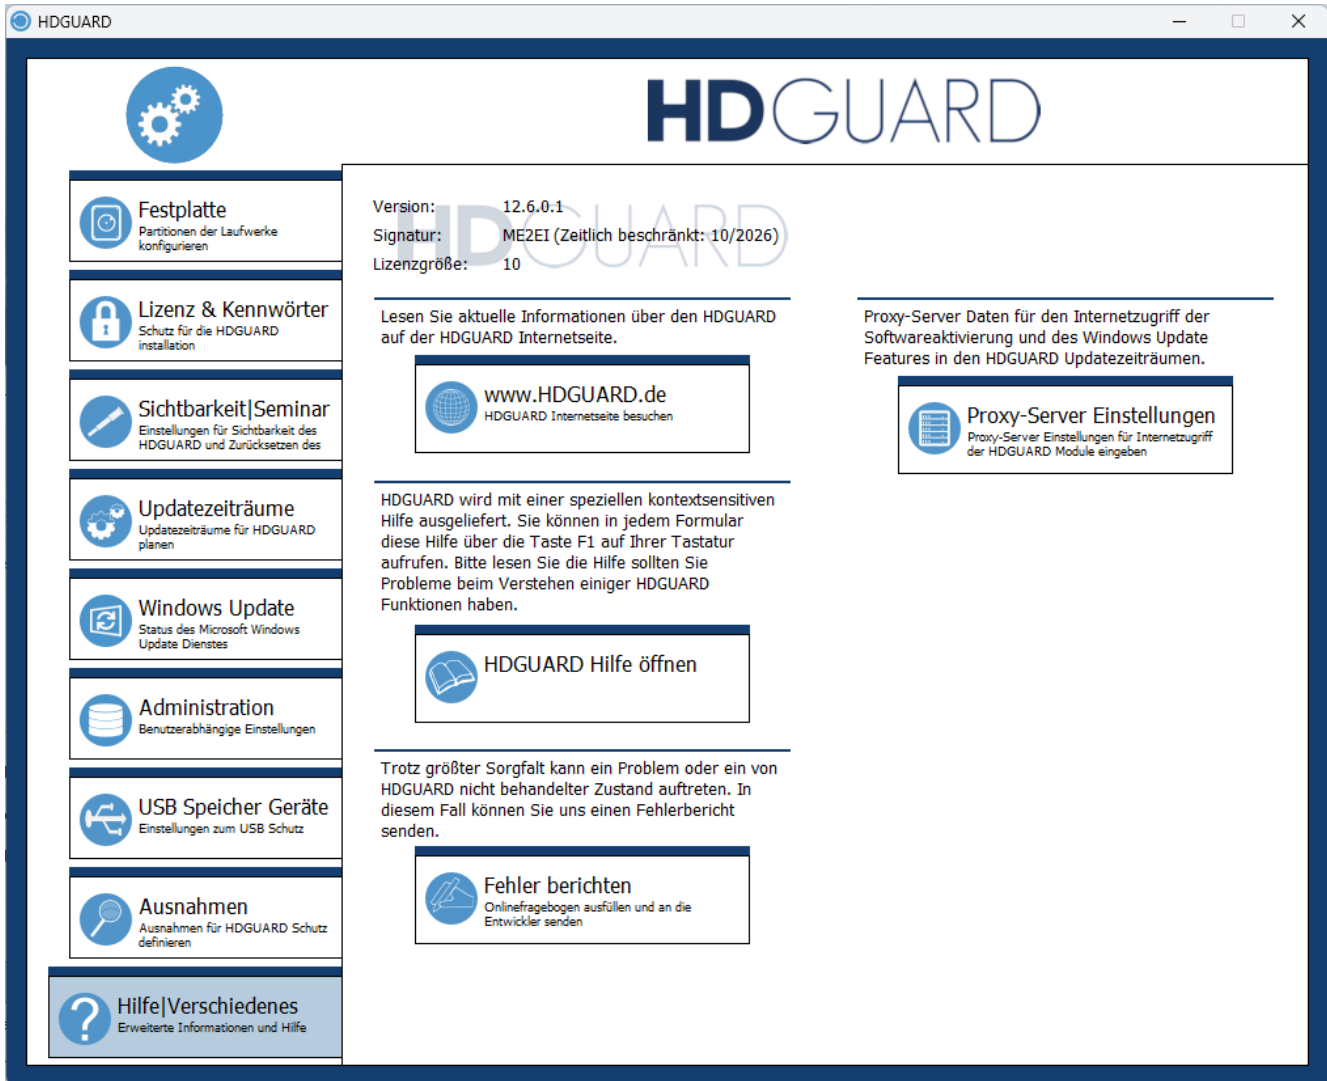 HDGUARD
HDGUARD
Festplatte
Partitionen der Laufwerke
konfigurieren
Lizenz & Kennwörter
Schutz für die HDGUARD
installation
Sichtbarkeit|Seminar
Einstellungen für Sichtbarkeit des
HDGUARD und Zurücksetzen des
Updatezeiträume
Updatezeiträume für HDGUARD
planen
Windows Update
Status des Microsoft Windows
Update Dienstes
Administration
Benutzerabhängige Einstellungen
USB Speicher Geräte
Einstellungen zum USB Schutz
Ausnahmen
Ausnahmen für HDGUARD Schutz
definieren
Hilfe|Verschiedenes
Erweiterte Informationen und Hilfe
HDGUARD
Version: 12.6.0.1
Signatur: ME2EI (Zeitlich beschränkt: 10/2026)
Lizenzgröße: 10
Lesen Sie aktuelle Informationen über den HDGUARD
auf der HDGUARD Internetseite.
www.HDGUARD.de
HDGUARD Internetseite besuchen
HDGUARD wird mit einer speziellen kontextsensitiven
Hilfe ausgeliefert. Sie können in jedem Formular
diese Hilfe über die Taste F1 auf Ihrer Tastatur
aufrufen. Bitte lesen Sie die Hilfe sollten Sie
Probleme beim Verstehen einiger HDGUARD
Funktionen haben.
HDGUARD Hilfe öffnen
Trotz größter Sorgfalt kann ein Problem oder ein von
HDGUARD nicht behandelter Zustand auftreten. In
diesem Fall können Sie uns einen Fehlerbericht
senden.
Fehler berichten
Onlinefragebogen ausfüllen und an die
Entwickler senden
Proxy-Server Daten für den Internetzugriff der
Softwareaktivierung und des Windows Update
Features in den HDGUARD Updatezeiträumen.
Proxy-Server Einstellungen
Proxy-Server Einstellungen für Internetzugriff
der HDGUARD Module eingeben